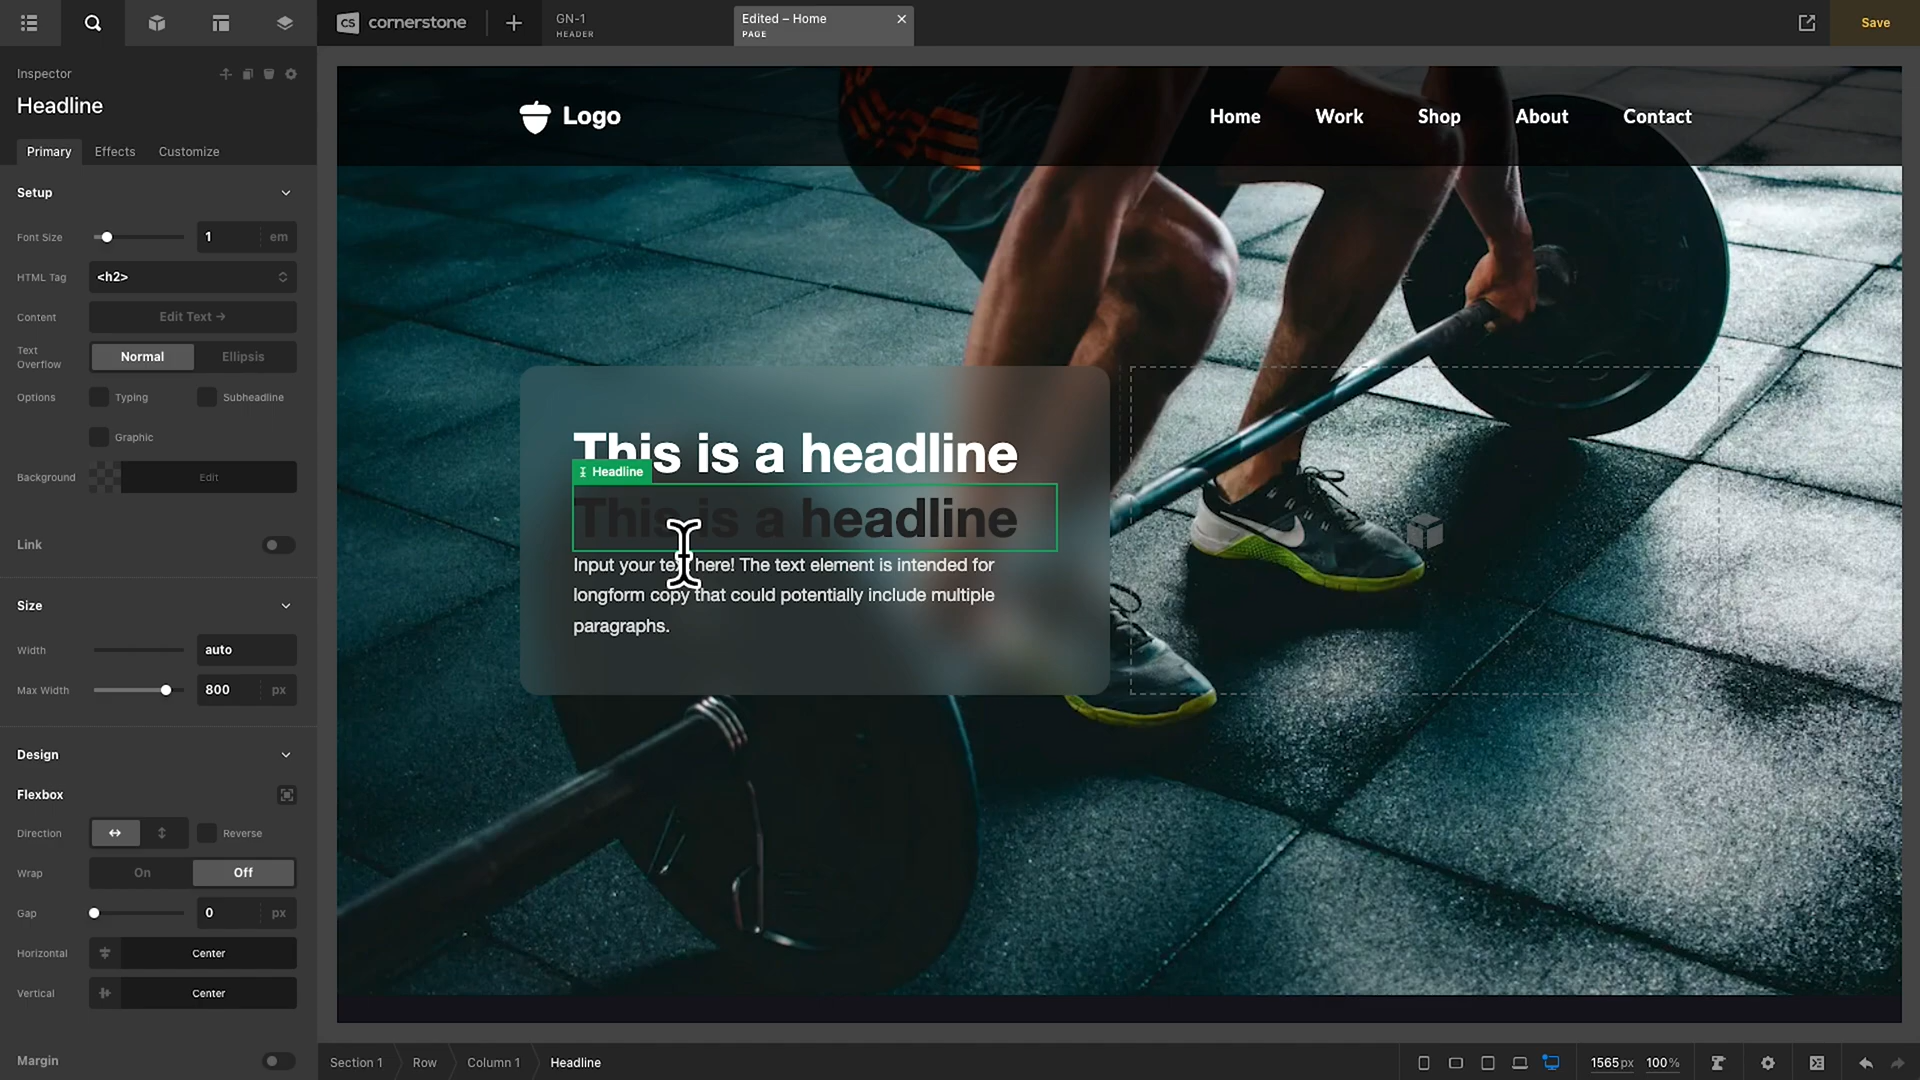 CS cornerstone
GN-1
HEADER
Edited – Home
PAGE
Save
Inspector
Headline
Primary
Effects
Customize
Setup
Font Size
1
em
HTML Tag
<h2>
Content
Edit Text →
Text Overflow
Normal
Ellipsis
Options
Typing
Subheadline
Graphic
Background
Edit
Link
Size
Width
auto
Max Width
800
px
Design
Flexbox
Direction
Reverse
Wrap
On
Off
Gap
0
px
Horizontal
Center
Vertical
Center
Margin
Logo
Home
Work
Shop
About
Contact
This is a headline
Headline
This is a headline
Input your text here! The text element is intended for
longform copy that could potentially include multiple
paragraphs.
Section 1
Row
Column 1
Headline
1565 px
100 %